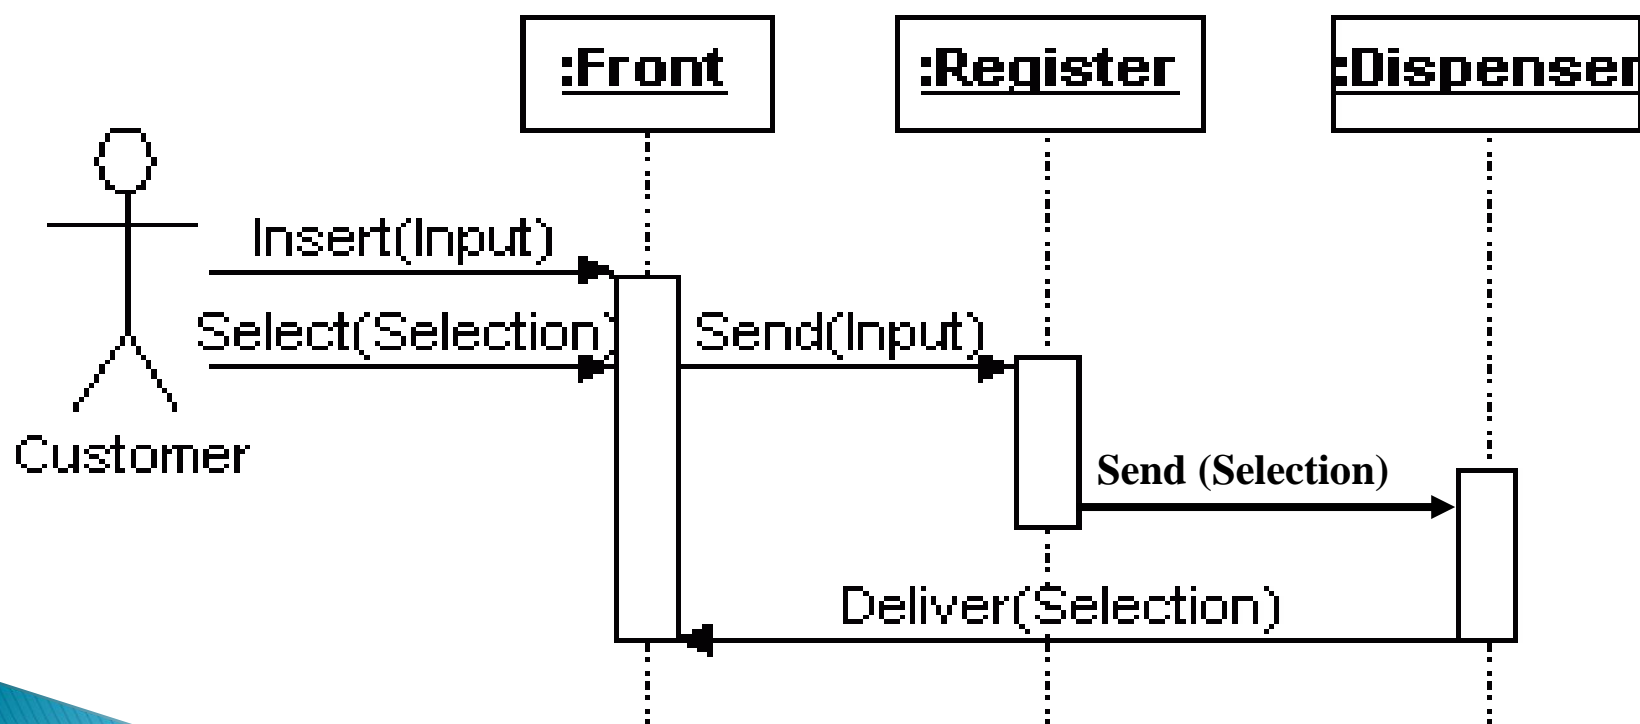 :Front
:Register
:Dispenser
Insert(Input)
Select(Selection)
Send(Input)
Customer
Send (Selection)
Deliver(Selection)